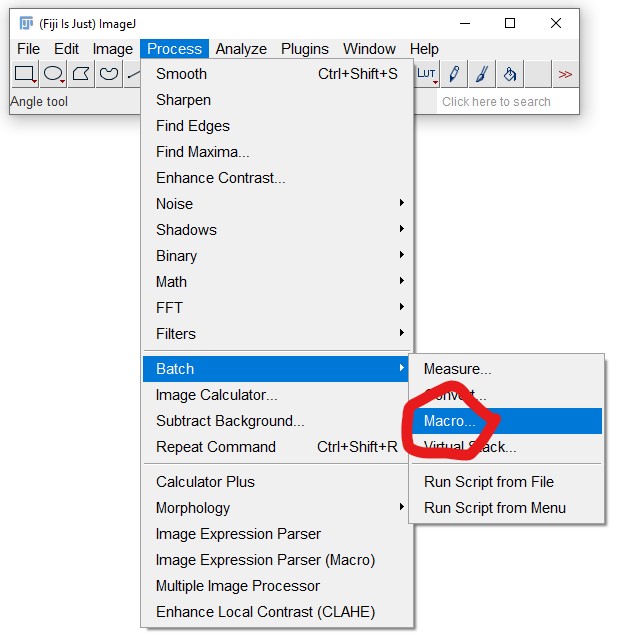 (Fiji Is Just) ImageJ
File Edit Image Process Analyze Plugins Window Help
LUT >>
Angle tool Click here to search
Smooth Ctrl+Shift+S
Sharpen
Find Edges
Find Maxima...
Enhance Contrast...
Noise
Shadows
Binary
Math
FFT
Filters
Batch
Image Calculator...
Subtract Background...
Repeat Command Ctrl+Shift+R
Calculator Plus
Morphology
Image Expression Parser
Image Expression Parser (Macro)
Multiple Image Processor
Enhance Local Contrast (CLAHE)
Measure...
Convert...
Macro...
Virtual Stack...
Run Script from File
Run Script from Menu